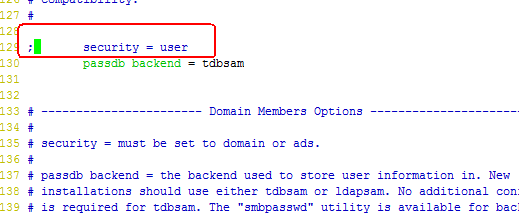 126 # compatibility.
127 #
128
129 ;       security = user
130         passdb backend = tdbsam
131
132
133 # ----------------------- Domain Members Options -----------------
134 #
135 # security = must be set to domain or ads.
136 #
137 # passdb backend = the backend used to store user information in. New
138 # installations should use either tdbsam or ldapsam. No additional con
139 # is required for tdbsam. The "smbpasswd" utility is available for bac